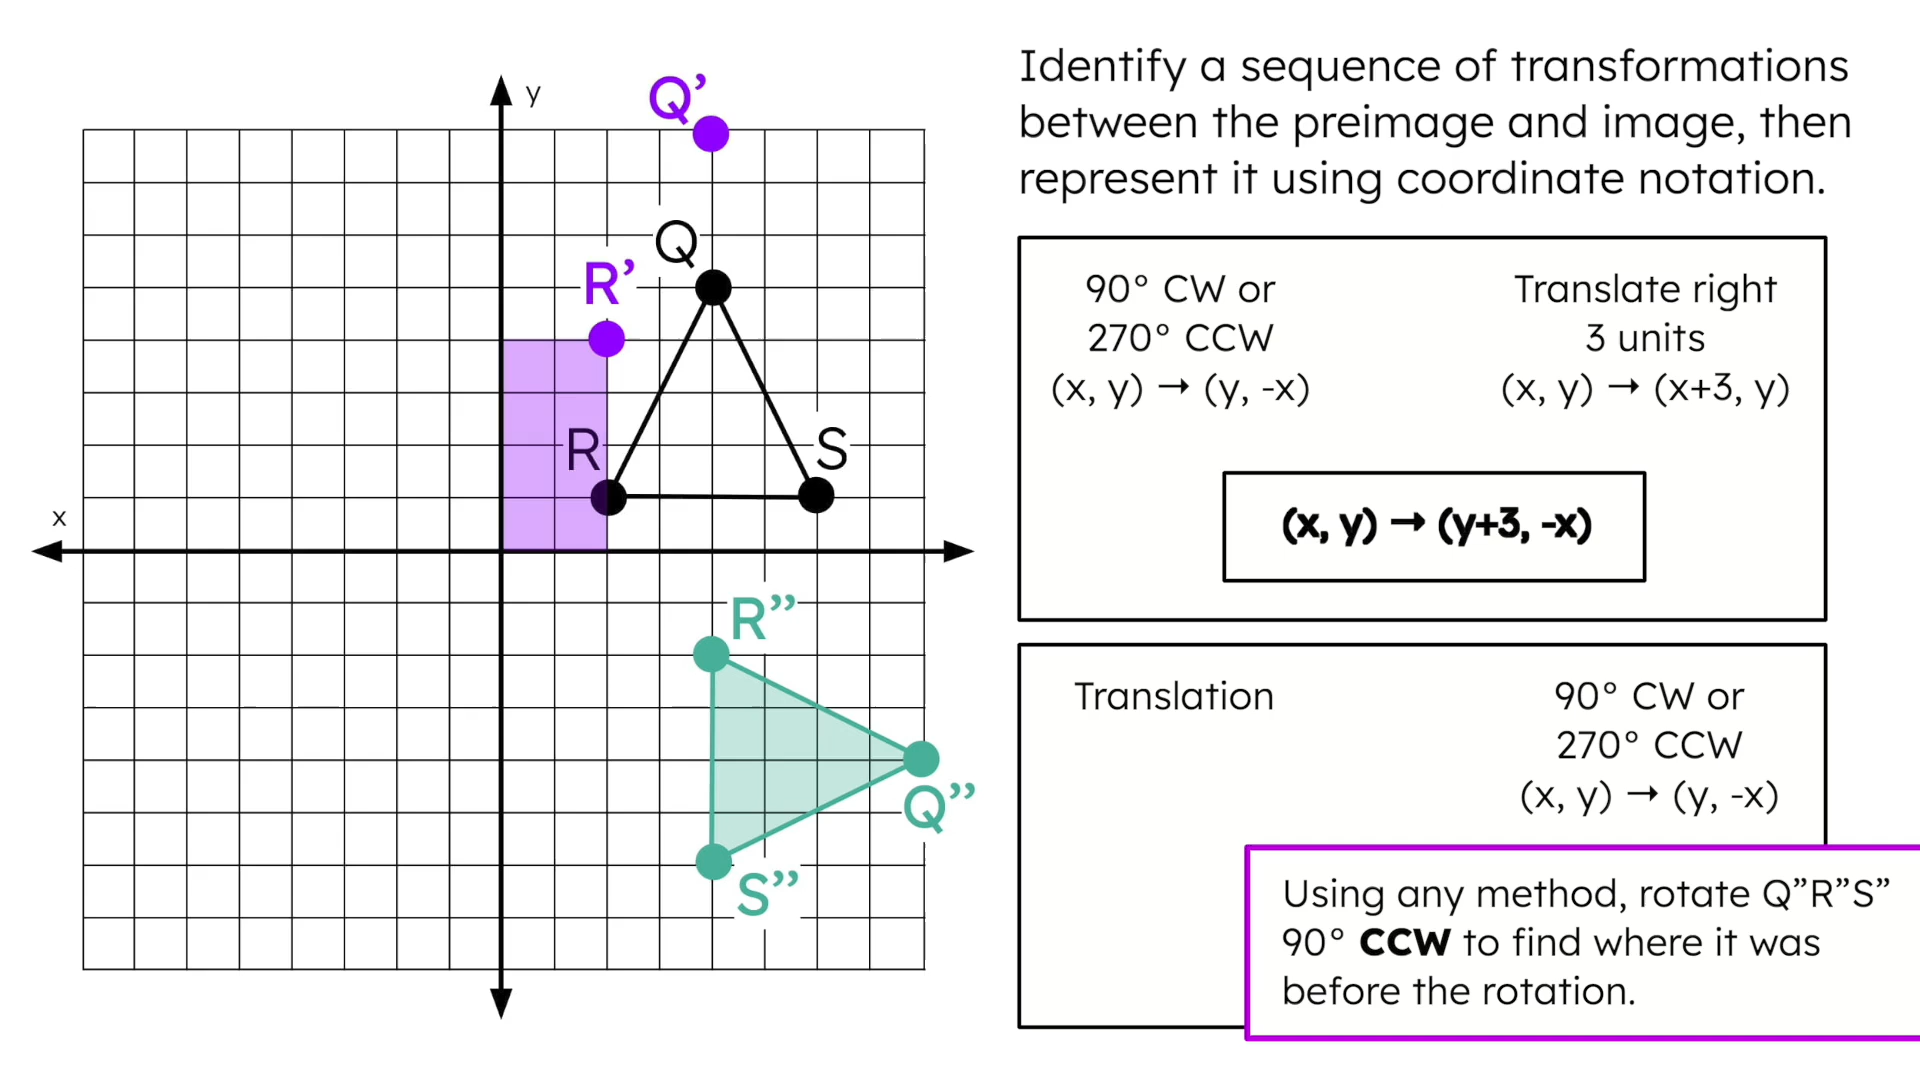 Identify a sequence of transformations
between the preimage and image, then
represent it using coordinate notation.
y
Q’
Q
R’
R
S
x
R’’
Q’’
S’’
90° CW or
270° CCW
(x, y) → (y, -x)
Translate right
3 units
(x, y) → (x+3, y)
(x, y) → (y+3, -x)
Translation
90° CW or
270° CCW
(x, y) → (y, -x)
Using any method, rotate Q”R”S”
90° CCW to find where it was
before the rotation.